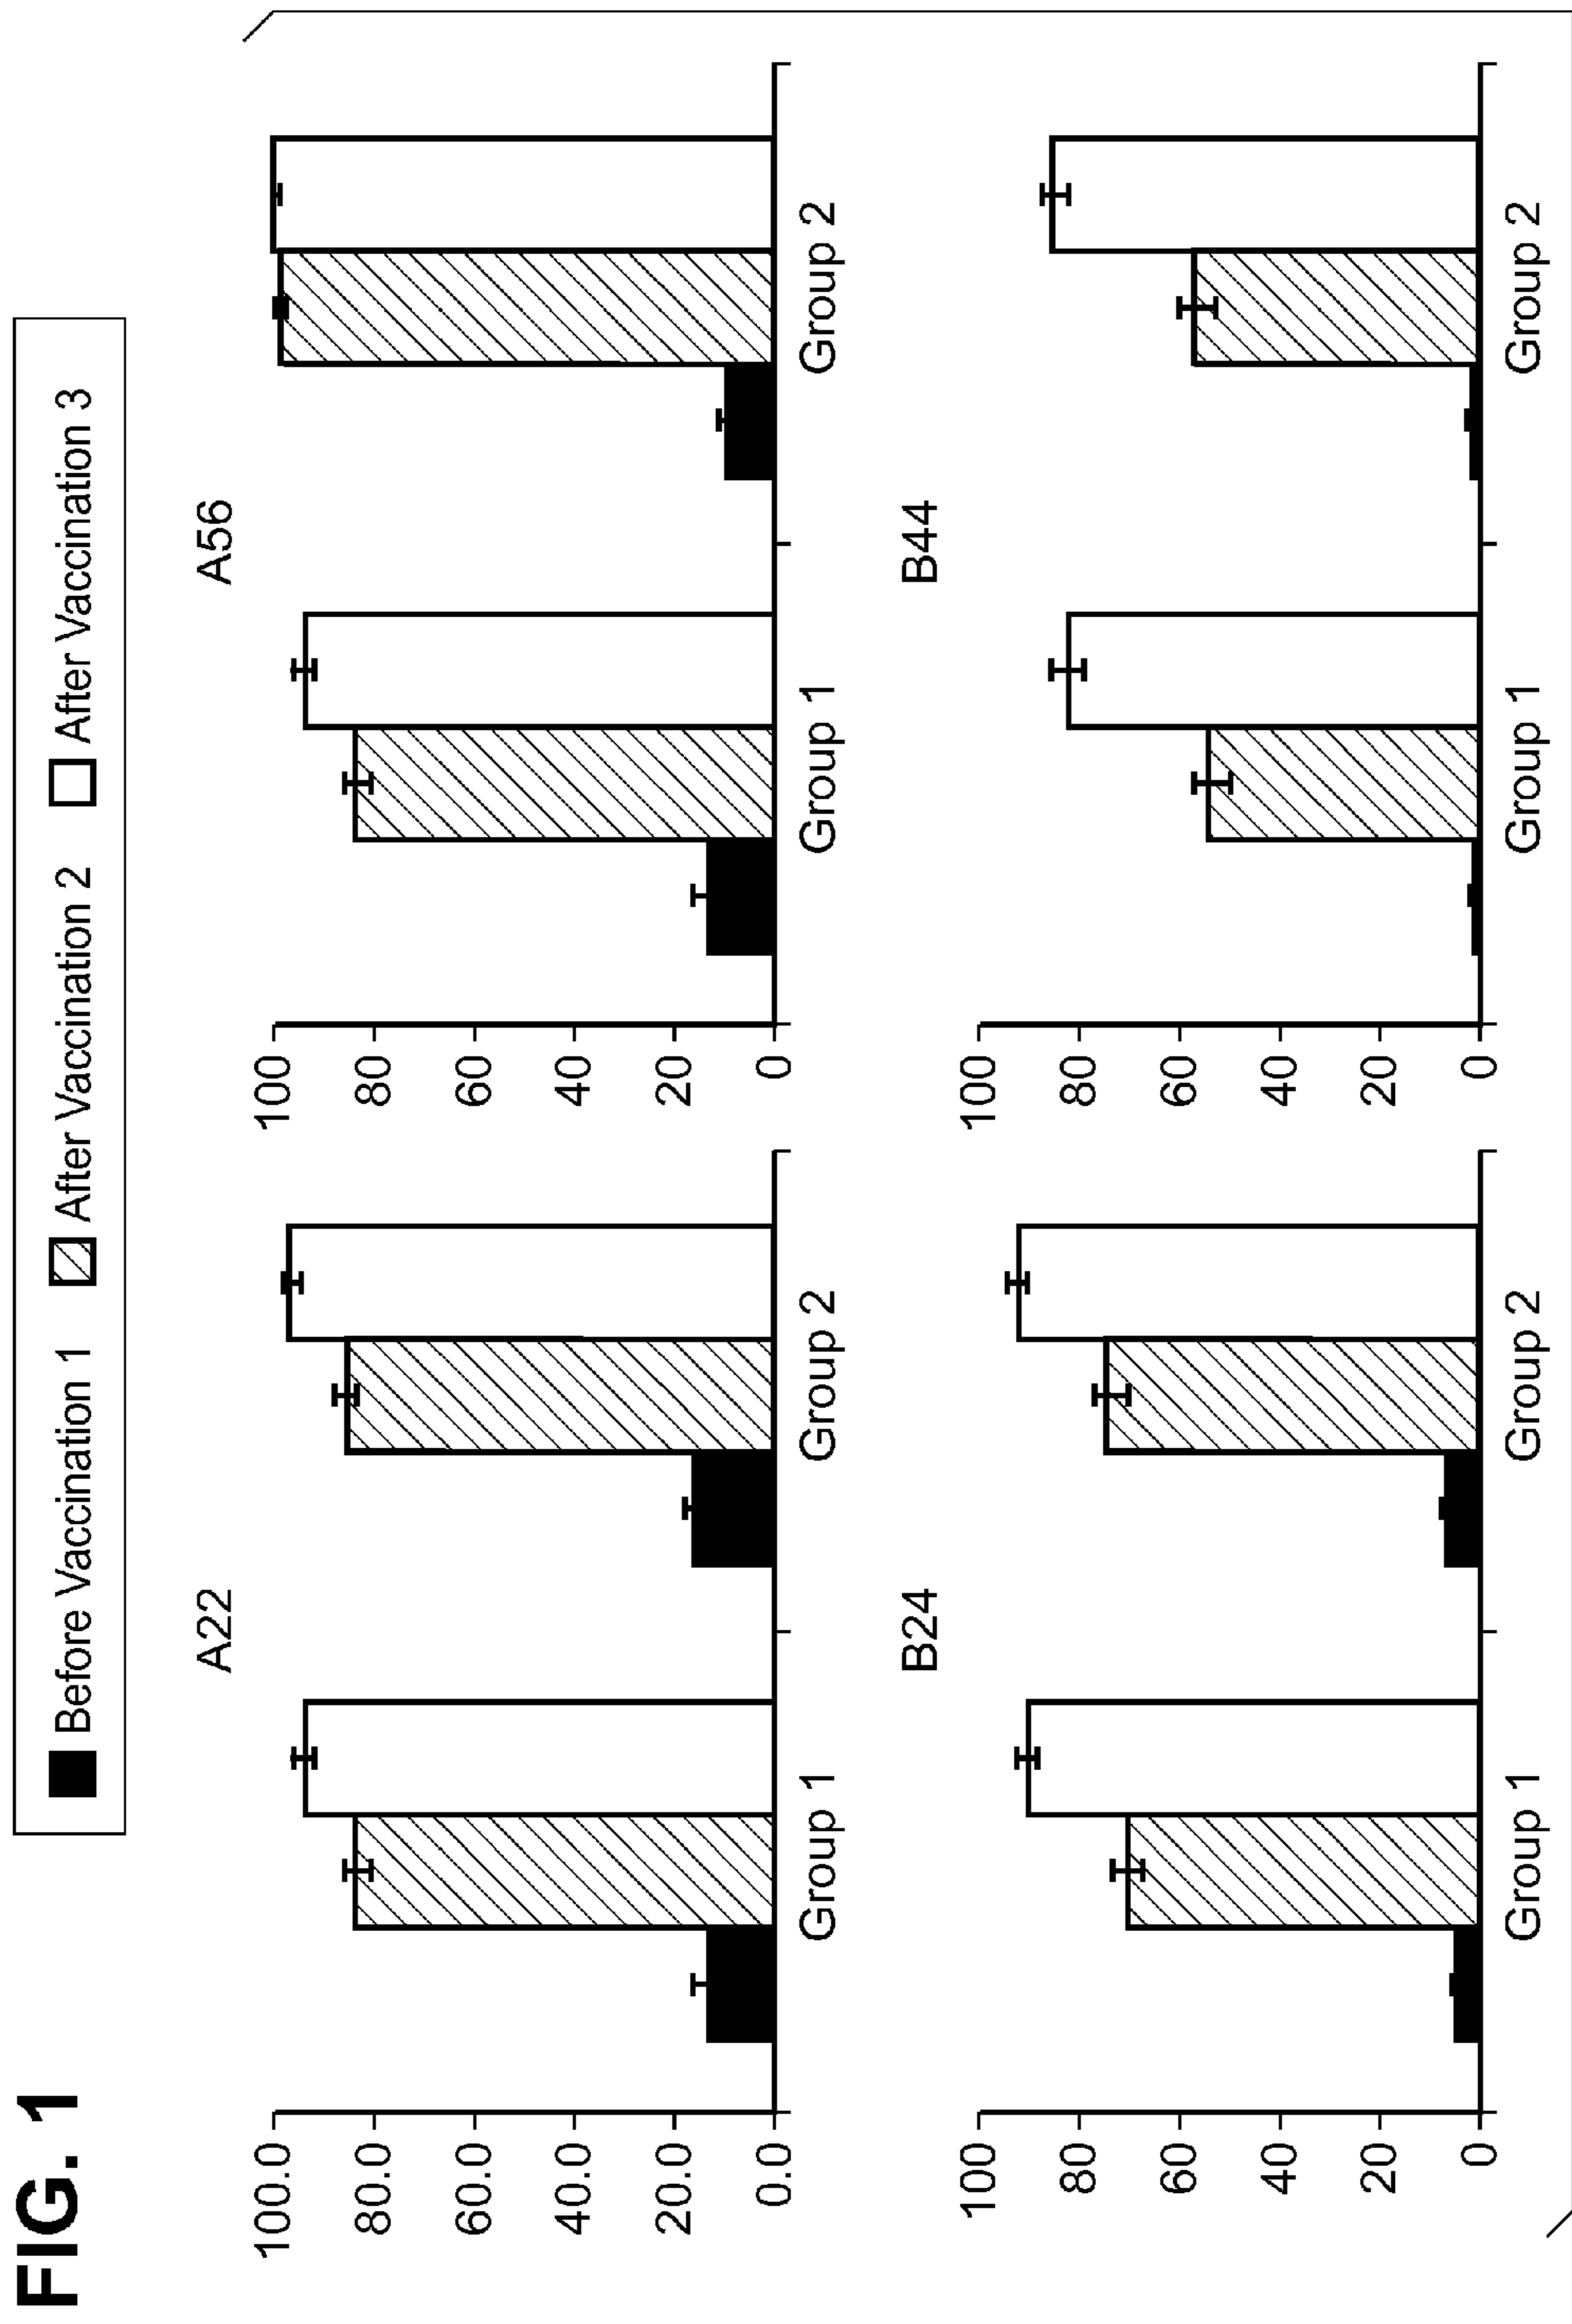 FIG. 1
Before Vaccination 1 After Vaccination 2 After Vaccination 3
A22
100.0
80.0
60.0
40.0
20.0
0.0
Group 1 Group 2
A56
100
80
60
40
20
0
Group 1 Group 2
B24
100
80
60
40
20
0
Group 1 Group 2
B44
100
80
60
40
20
0
Group 1 Group 2